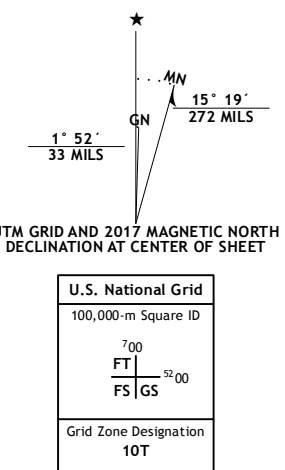 MN
15° 19´
272 MILS
GN
1° 52´
33 MILS
UTM GRID AND 2017 MAGNETIC NORTH
DECLINATION AT CENTER OF SHEET
U.S. National Grid
100,000-m Square ID
700
FT
5200
FS GS
Grid Zone Designation
10T